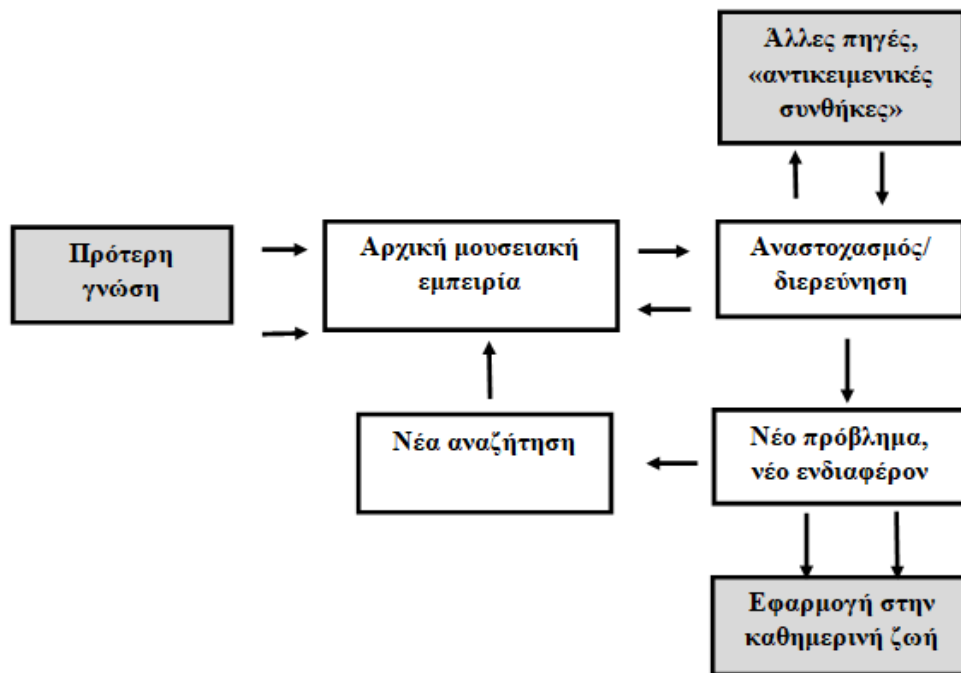 Άλλες πηγές,
«αντικειμενικές
συνθήκες»
Πρότερη
γνώση
Αρχική μουσειακή
εμπειρία
Αναστοχασμός/
διερεύνηση
Νέα αναζήτηση
Νέο πρόβλημα,
νέο ενδιαφέρον
Εφαρμογή στην
καθημερινή ζωή